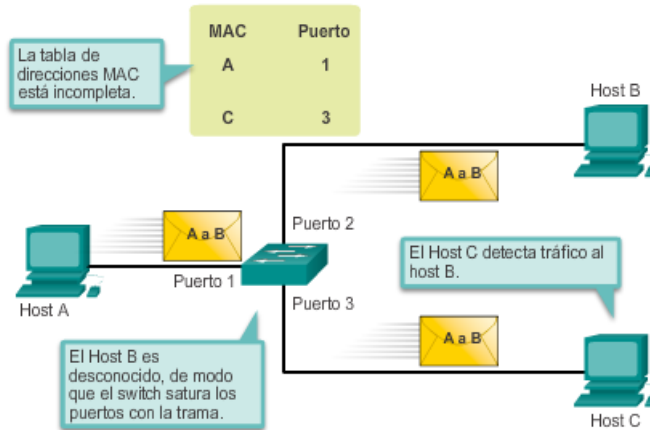 MAC Puerto
A 1
C 3
La tabla de
direcciones MAC
está incompleta.
Host B
A a B
A a B
Puerto 2
Puerto 1
Host A
Puerto 3
El Host C detecta tráfico al
host B.
A a B
El Host B es
desconocido, de modo
que el switch satura los
puertos con la trama.
Host C